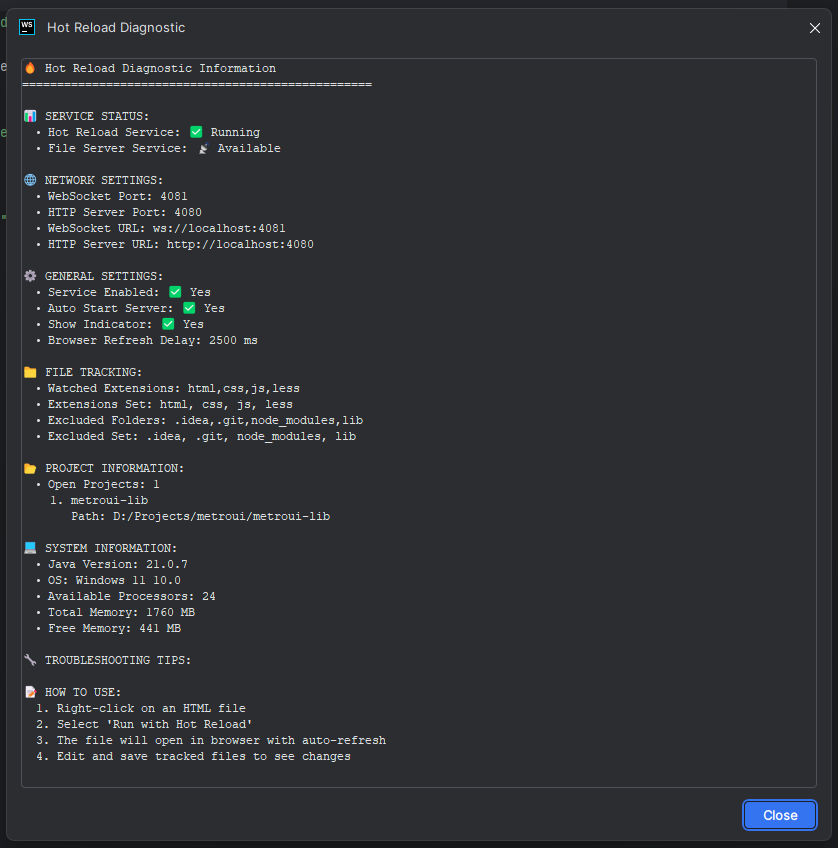 WS
Hot Reload Diagnostic
🔥 Hot Reload Diagnostic Information
==================================================
📊 SERVICE STATUS:
• Hot Reload Service: ✅ Running
• File Server Service: 📡 Available
🌐 NETWORK SETTINGS:
• WebSocket Port: 4081
• HTTP Server Port: 4080
• WebSocket URL: ws://localhost:4081
• HTTP Server URL: http://localhost:4080
⚙️ GENERAL SETTINGS:
• Service Enabled: ✅ Yes
• Auto Start Server: ✅ Yes
• Show Indicator: ✅ Yes
• Browser Refresh Delay: 2500 ms
📁 FILE TRACKING:
• Watched Extensions: html,css,js,less
• Extensions Set: html, css, js, less
• Excluded Folders: .idea,.git,node_modules,lib
• Excluded Set: .idea, .git, node_modules, lib
📂 PROJECT INFORMATION:
• Open Projects: 1
1. metroui-lib
Path: D:/Projects/metroui/metroui-lib
💻 SYSTEM INFORMATION:
• Java Version: 21.0.7
• OS: Windows 11 10.0
• Available Processors: 24
• Total Memory: 1760 MB
• Free Memory: 441 MB
🔧 TROUBLESHOOTING TIPS:
📝 HOW TO USE:
1. Right-click on an HTML file
2. Select 'Run with Hot Reload'
3. The file will open in browser with auto-refresh
4. Edit and save tracked files to see changes
Close